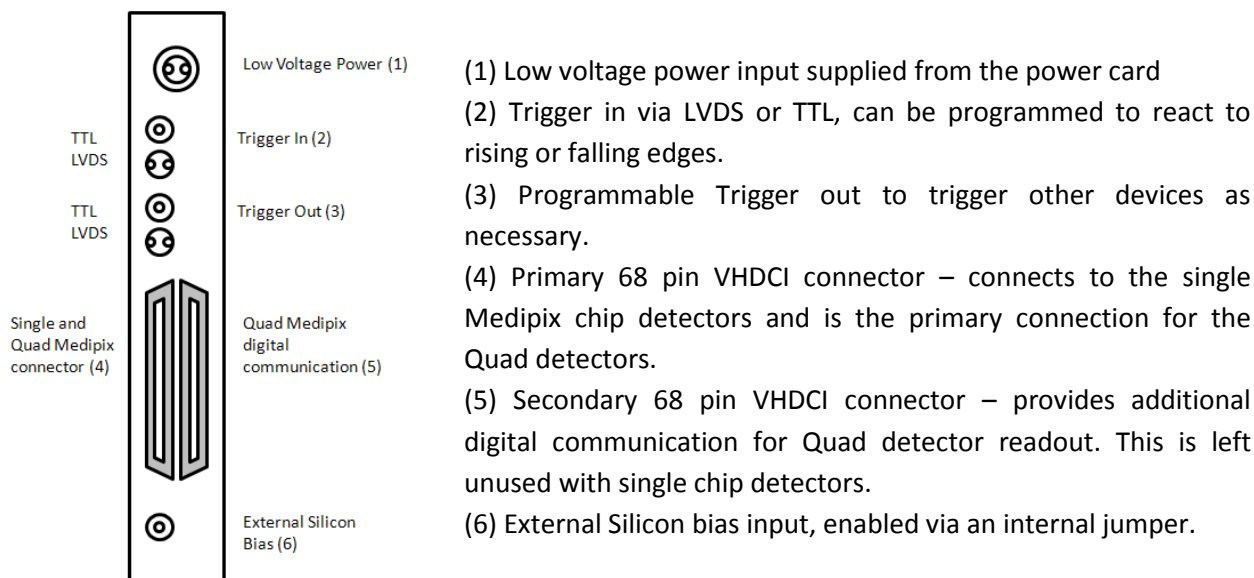 Low Voltage Power (1)
TTL
LVDS
Trigger In (2)
TTL
LVDS
Trigger Out (3)
Single and
Quad Medipix
connector (4)
Quad Medipix
digital
communication (5)
External Silicon
Bias (6)
(1) Low voltage power input supplied from the power card
(2) Trigger in via LVDS or TTL, can be programmed to react to
rising or falling edges.
(3) Programmable Trigger out to trigger other devices as
necessary.
(4) Primary 68 pin VHDCI connector – connects to the single
Medipix chip detectors and is the primary connection for the
Quad detectors.
(5) Secondary 68 pin VHDCI connector – provides additional
digital communication for Quad detector readout. This is left
unused with single chip detectors.
(6) External Silicon bias input, enabled via an internal jumper.